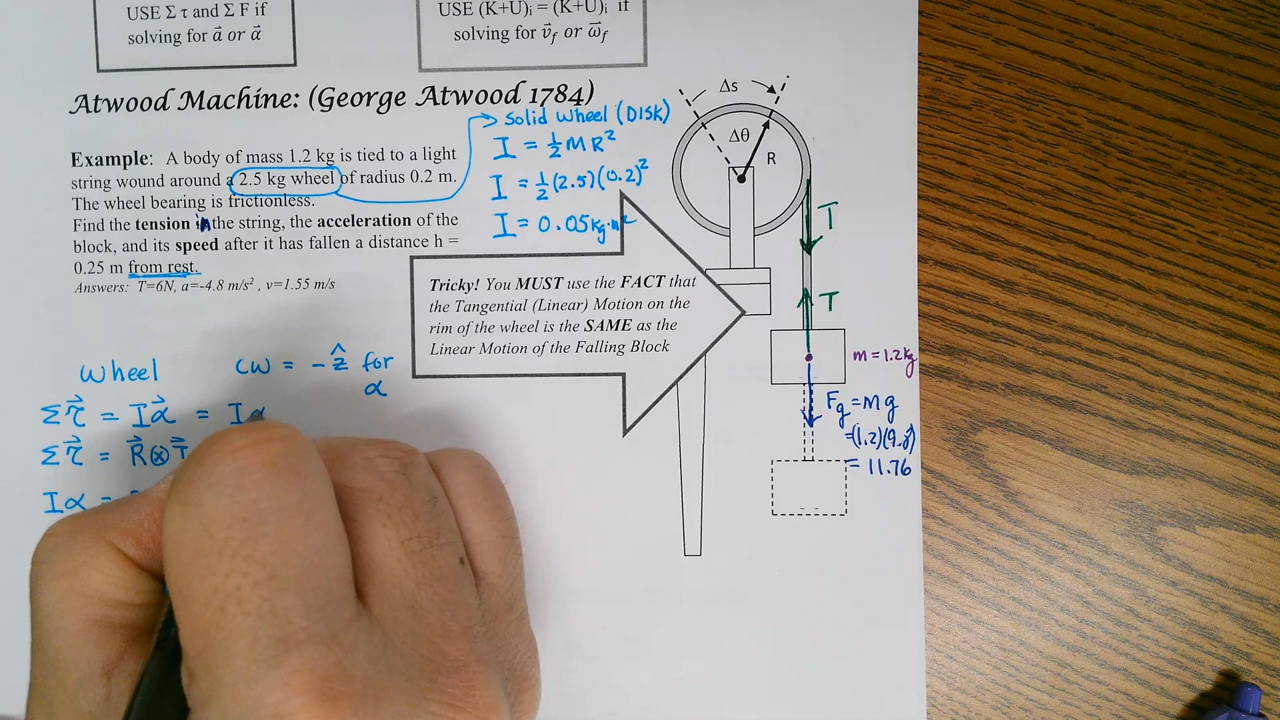 USE Σ τ and Σ F if
solving for a⃗ or α⃗
USE (K+U)ᵢ = (K+U)ᵢ if
solving for v⃗f or ω⃗f
Atwood Machine: (George Atwood 1784)
Example: A body of mass 1.2 kg is tied to a light
string wound around a 2.5 kg wheel of radius 0.2 m.
The wheel bearing is frictionless.
Find the tension in the string, the acceleration of the
block, and its speed after it has fallen a distance h =
0.25 m from rest.
Answers: T=6N, a=-4.8 m/s², v=1.55 m/s
Solid wheel (DISK)
I = ½MR²
I = ½(2.5)(0.2)²
I = 0.05 kg·m²
Tricky! You MUST use the FACT that
the Tangential (Linear) Motion on the
rim of the wheel is the SAME as the
Linear Motion of the Falling Block
Δs
Δθ
R
T
T
m = 1.2kg
Fg = mg
=(1.2)(9.8)
= 11.76
Wheel
CW = -ẑ for
α
Στ⃗ = Iα⃗ = Iα
Στ⃗ = R⃗⊗T⃗
Iα =